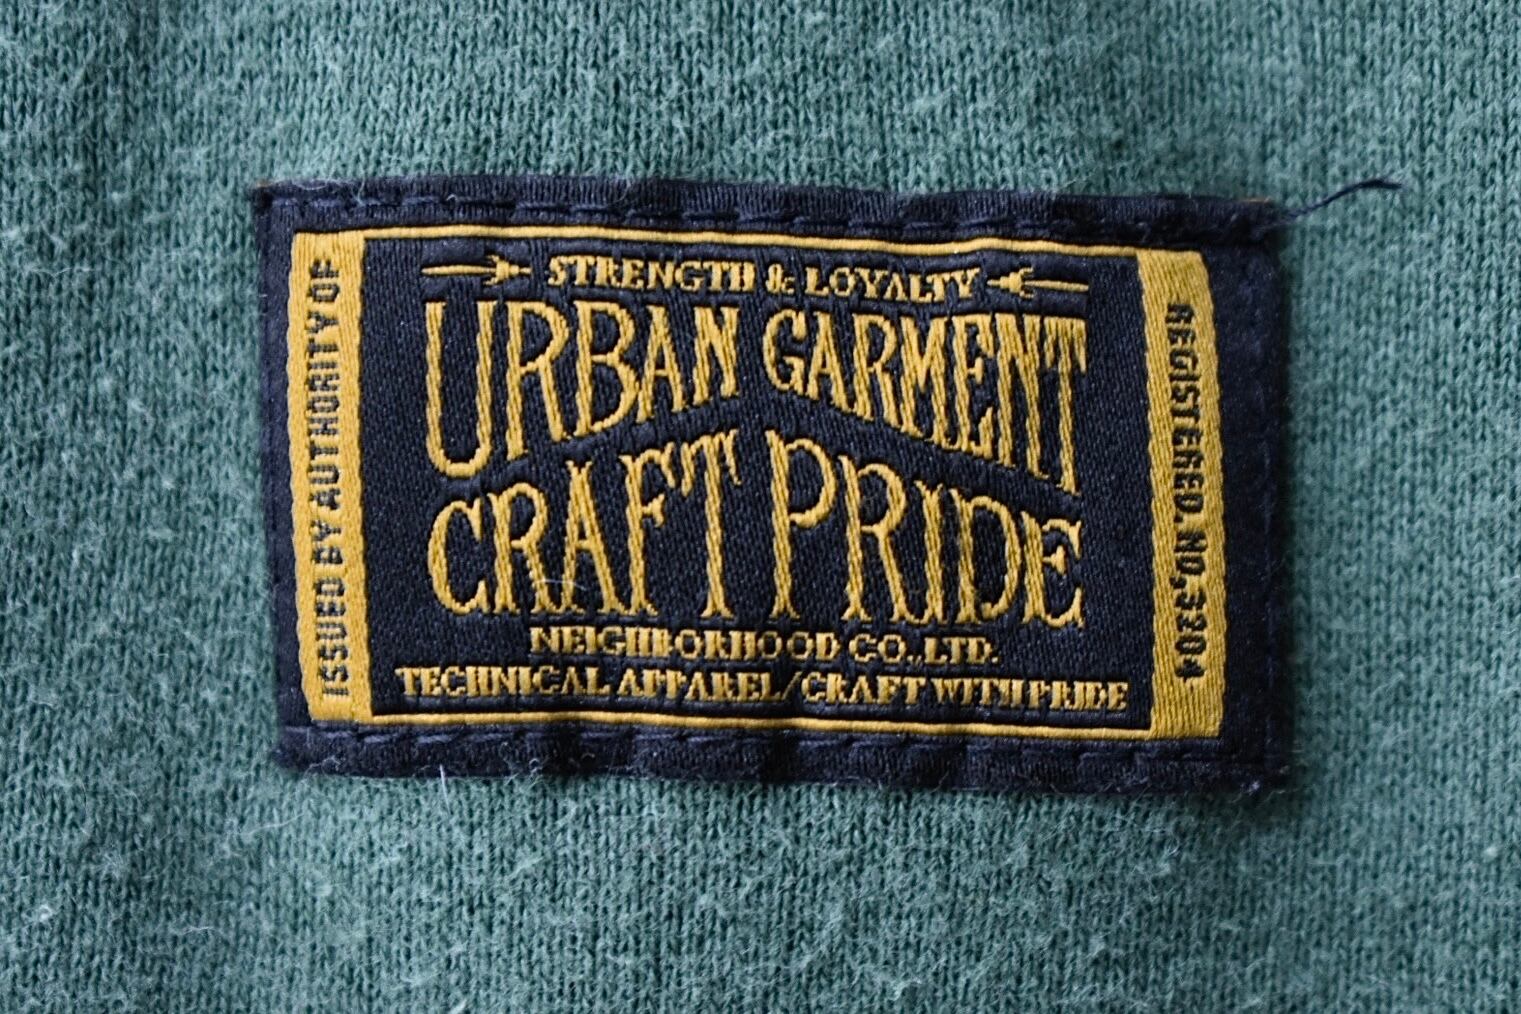 STRENGTH & LOYALTY
URBAN GARMENT
CRAFT PRIDE
NEIGHBORHOOD CO.,LTD.
TECHNICAL APPAREL/CRAFT WITH PRIDE
ISSUED BY AUTHORITY OF
REGISTERED. NO,3204